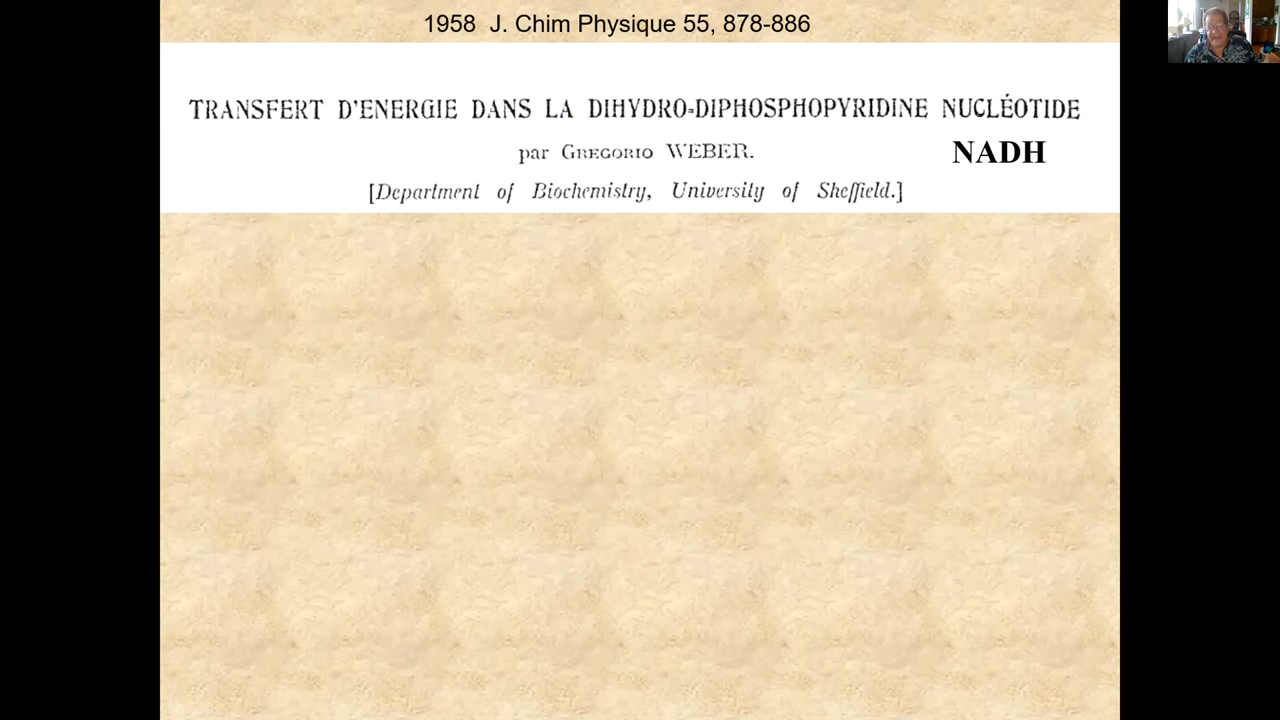 1958 J. Chim Physique 55, 878-886
TRANSFERT D'ENERGIE DANS LA DIHYDRO-DIPHOSPHOPYRIDINE NUCLÉOTIDE
par GREGORIO WEBER.
NADH
[Department of Biochemistry, University of Sheffield.]